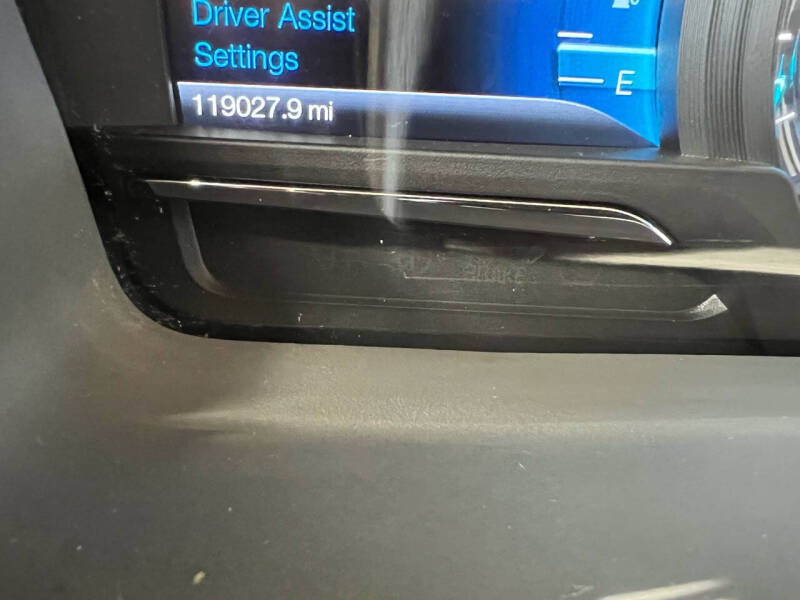 Driver Assist
Settings
E
119027.9 mi